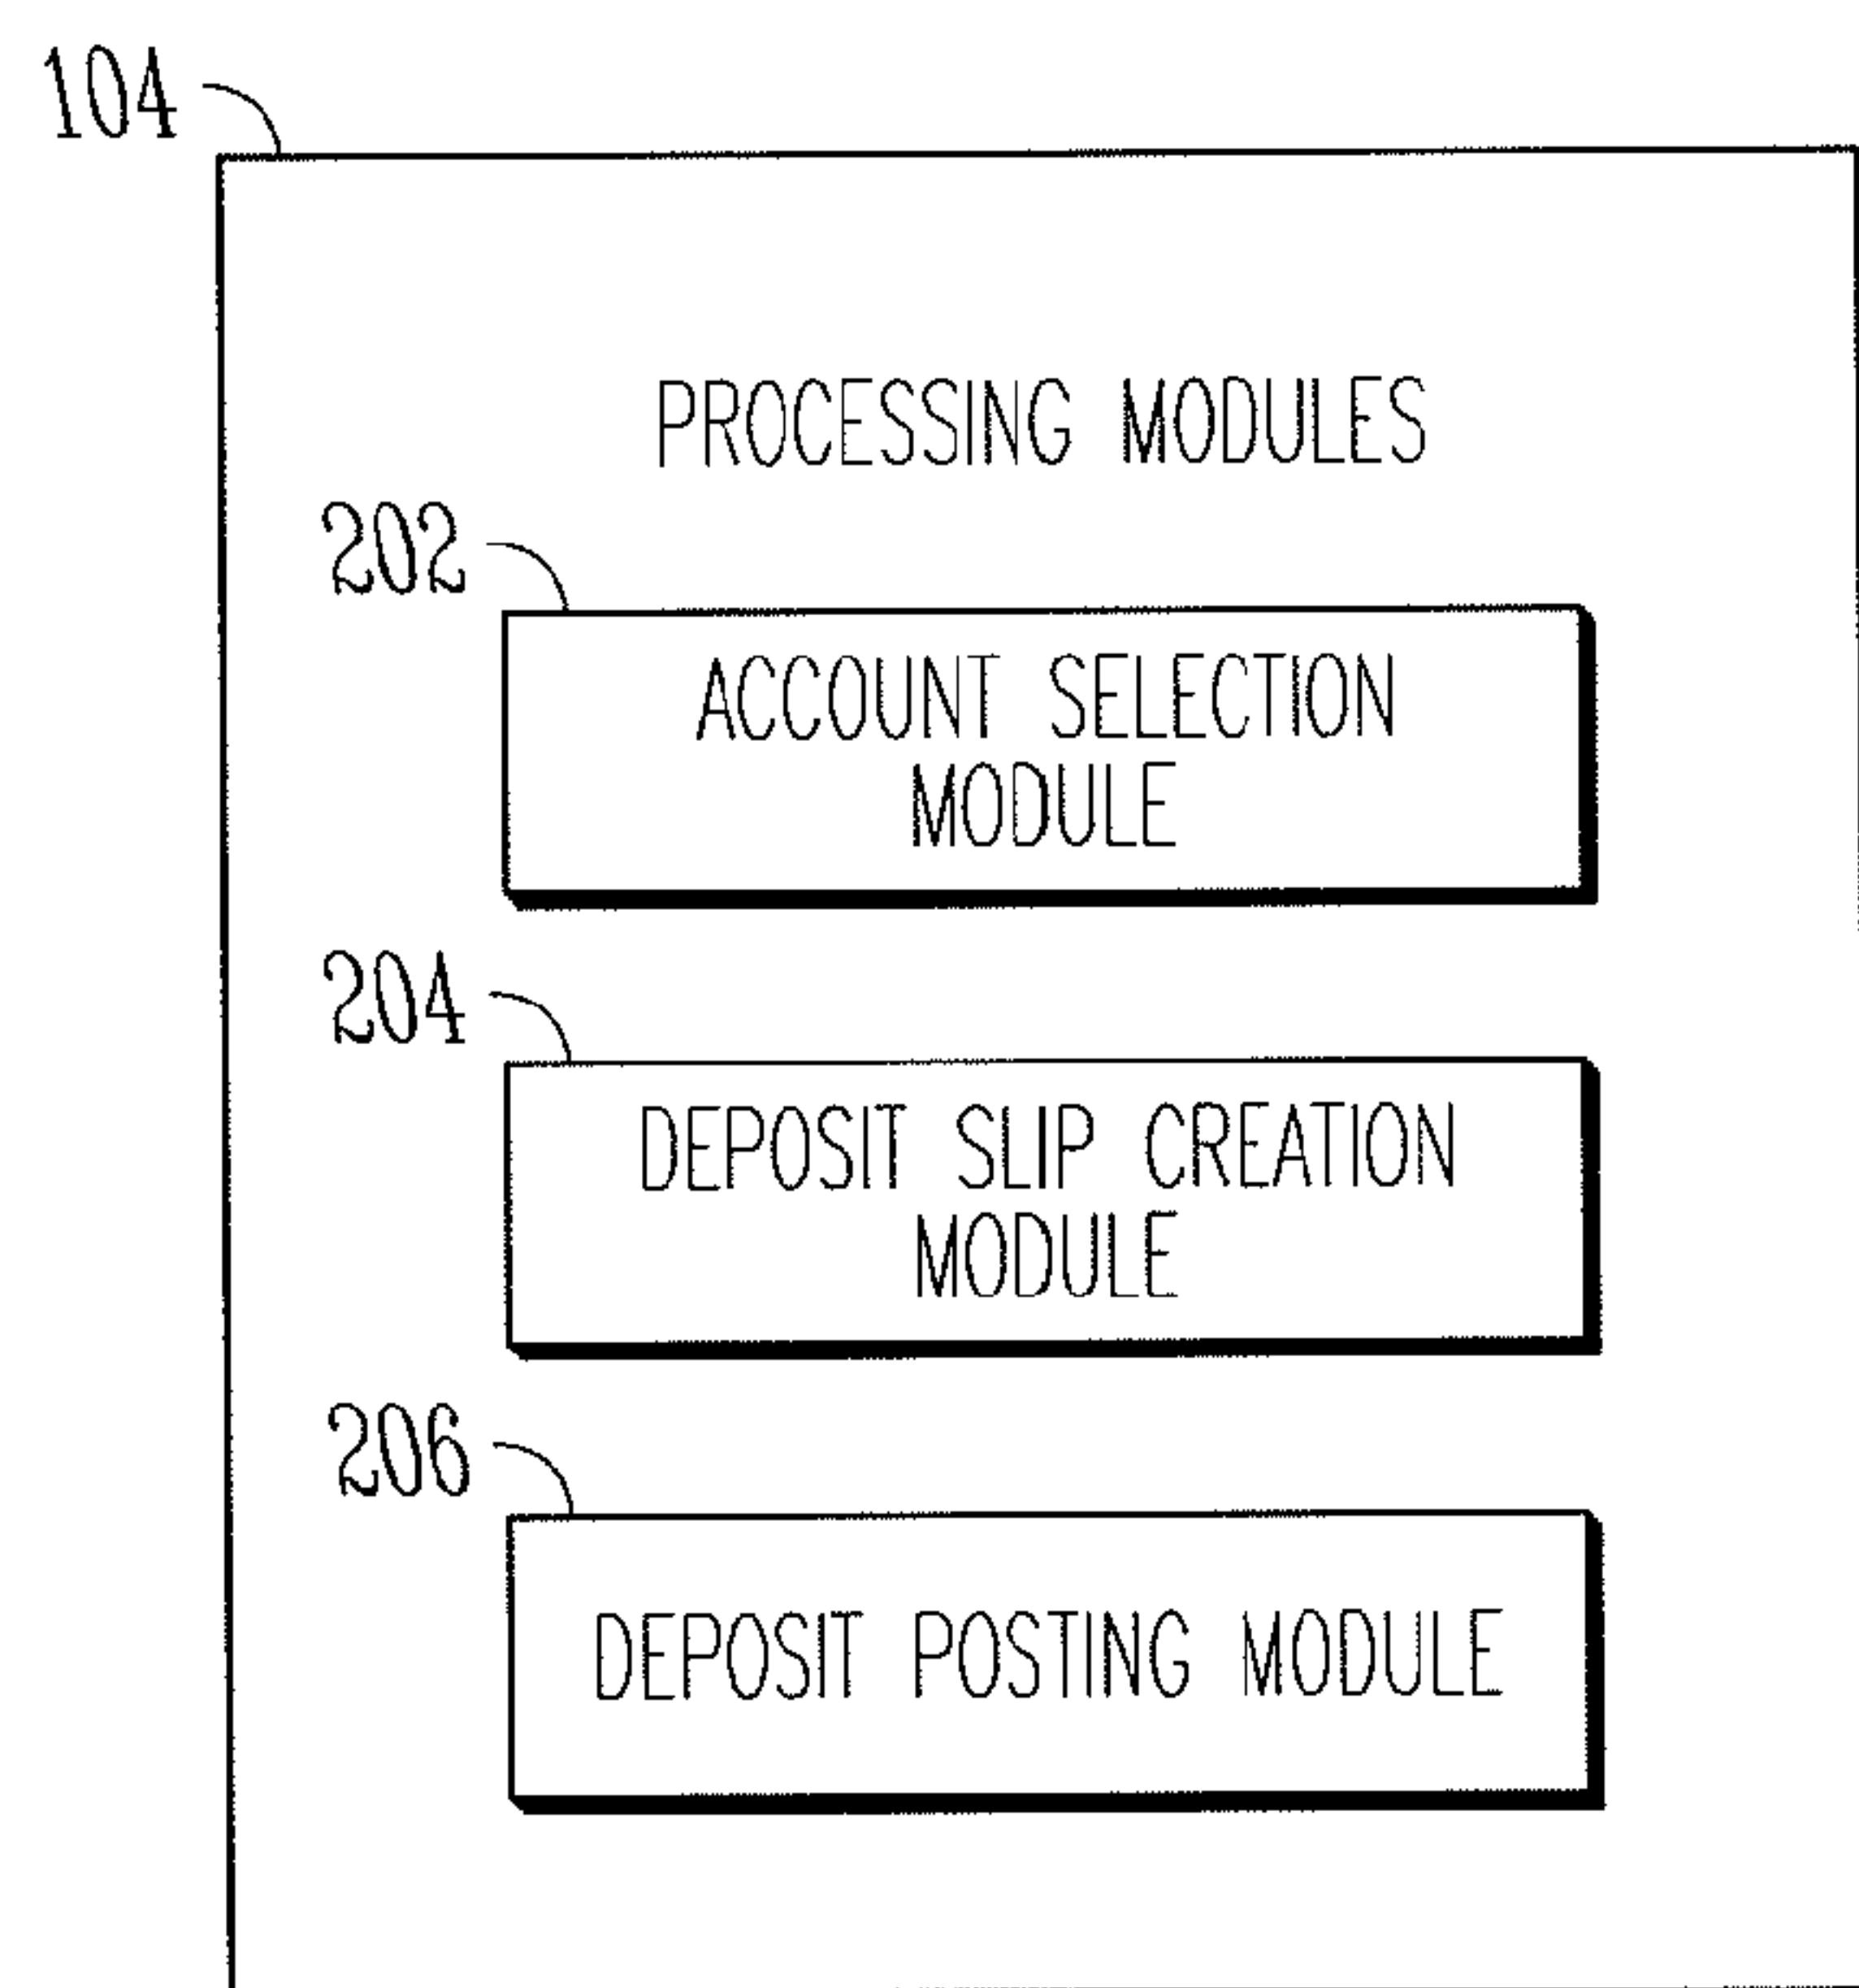 104
PROCESSING MODULES
202
ACCOUNT SELECTION
MODULE
204
DEPOSIT SLIP CREATION
MODULE
206
DEPOSIT POSTING MODULE